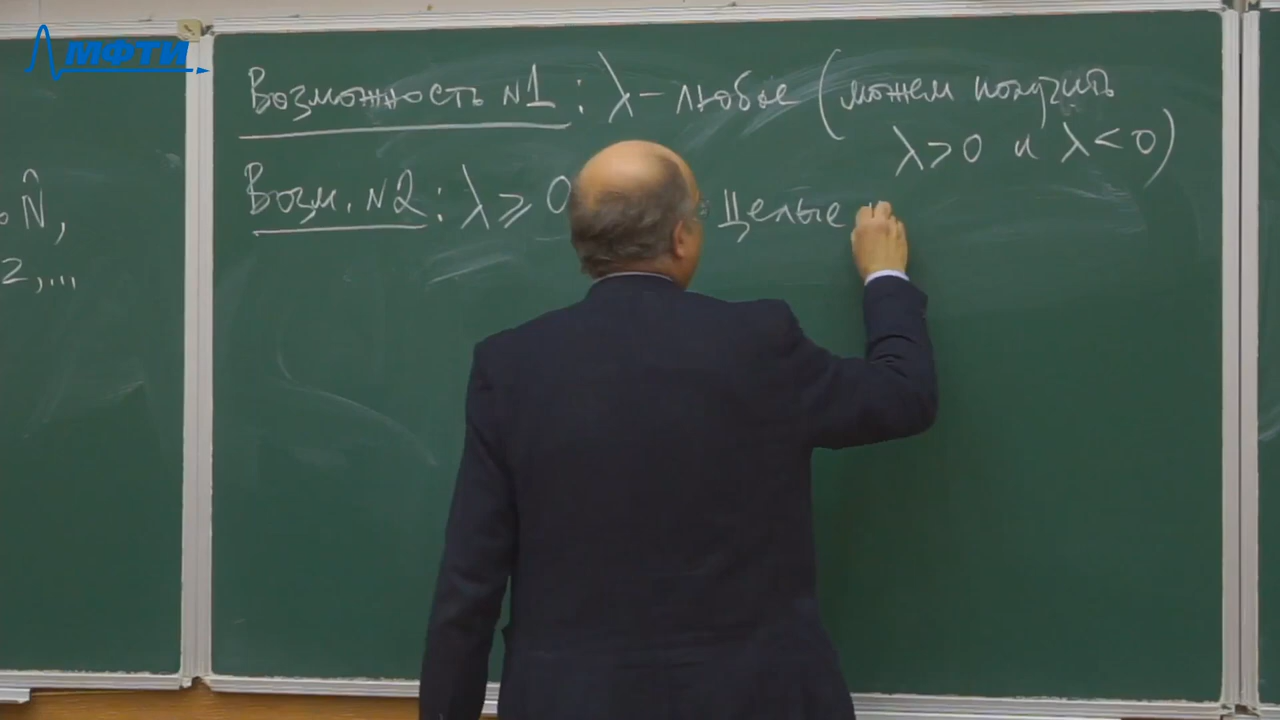 МФТИ
Возможность №1: λ - любое (можем получить
λ > 0 и λ < 0)
Возм. №2: λ ⩾ 0 Целые
N̂,
2,...